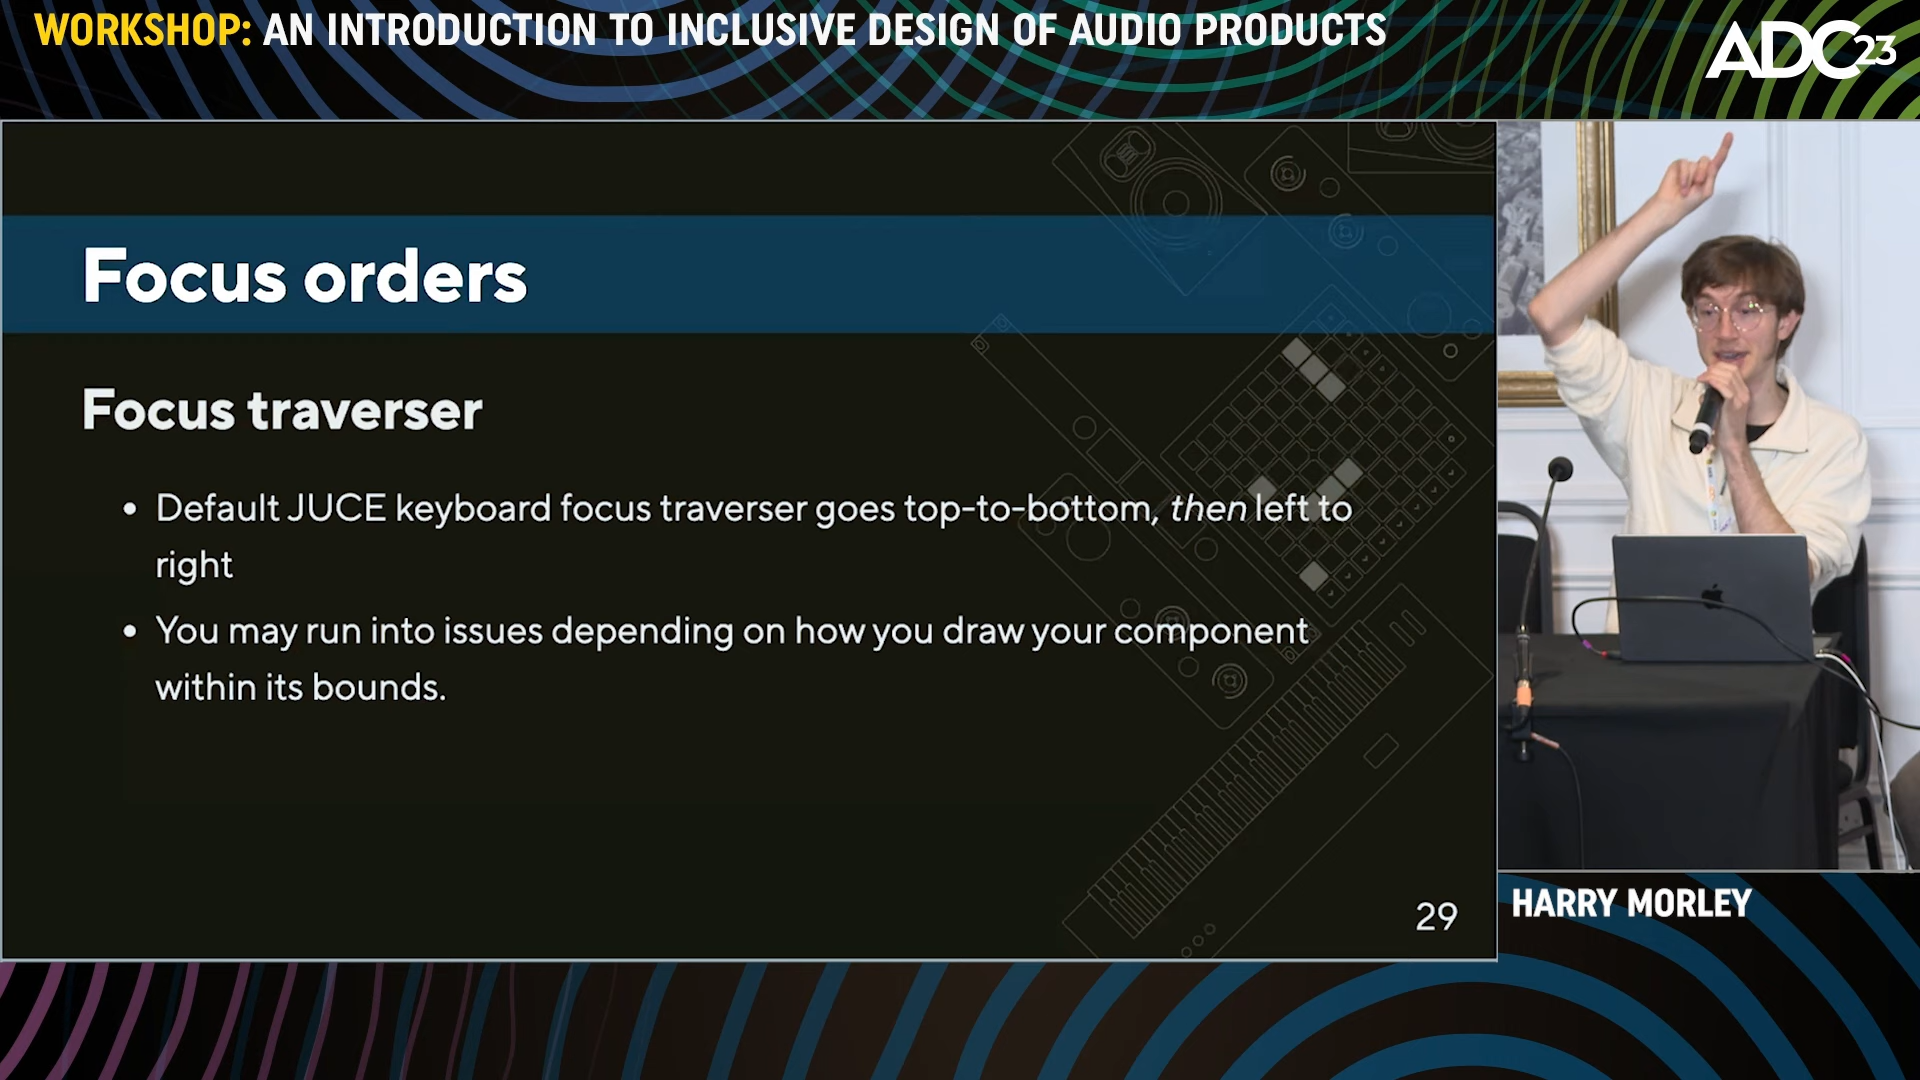 WORKSHOP: AN INTRODUCTION TO INCLUSIVE DESIGN OF AUDIO PRODUCTS
ADC23
Focus orders
Focus traverser
• Default JUCE keyboard focus traverser goes top-to-bottom, then left to
right
• You may run into issues depending on how you draw your component
within its bounds.
29
HARRY MORLEY